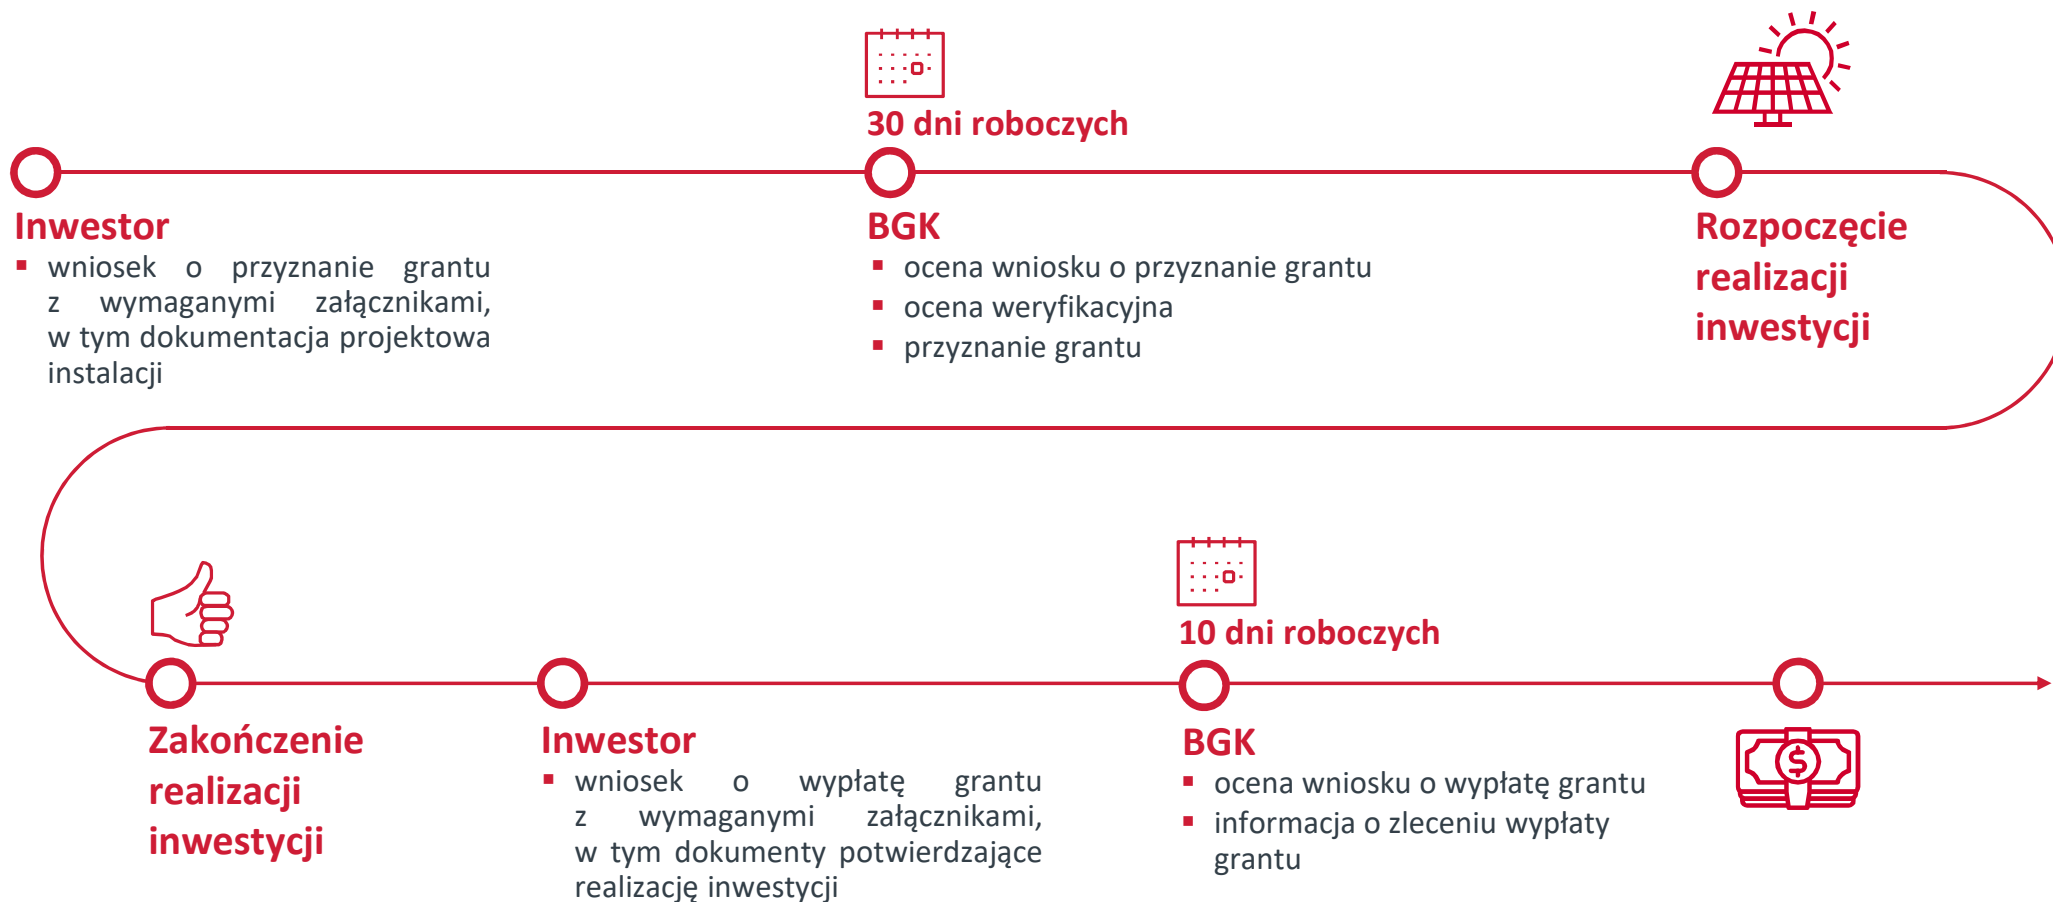 30 dni roboczych
Inwestor
▪ wniosek o przyznanie grantu
z wymaganymi załącznikami,
w tym dokumentacja projektowa
instalacji
BGK
▪ ocena wniosku o przyznanie grantu
▪ ocena weryfikacyjna
▪ przyznanie grantu
Rozpoczęcie
realizacji
inwestycji
10 dni roboczych
Zakończenie
realizacji
inwestycji
Inwestor
▪ wniosek o wypłatę grantu
z wymaganymi załącznikami,
w tym dokumenty potwierdzające
realizację inwestycji
BGK
▪ ocena wniosku o wypłatę grantu
▪ informacja o zleceniu wypłaty
grantu
$